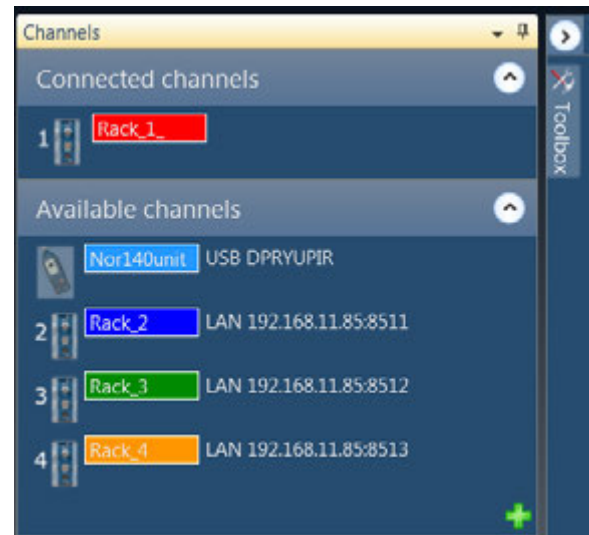 Channels
Connected channels
1 Rack_1_
Available channels
Nor140unit USB DPRYUPIR
2 Rack_2 LAN 192.168.11.85:8511
3 Rack_3 LAN 192.168.11.85:8512
4 Rack_4 LAN 192.168.11.85:8513
Toolbox